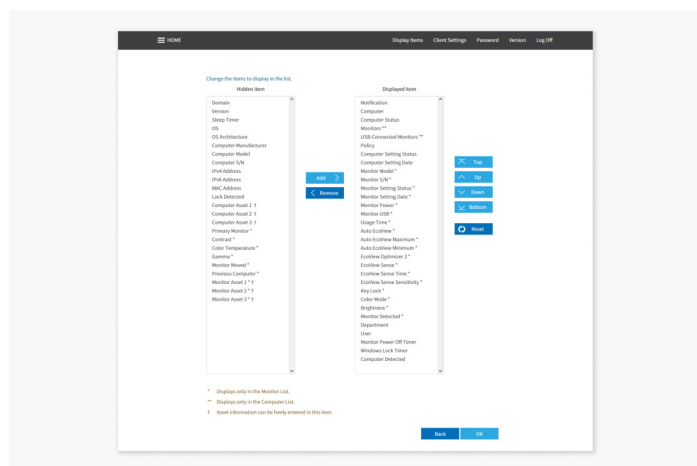 HOME
Display Items Client Settings Password Version Log Off
Change the items to display in the list.
Hidden item
Domain
Version
Sleep Timer
OS
OS Architecture
Computer Manufacturer
Computer Model
Computer S/N
IPv4 Address
IPv6 Address
MAC Address
Lock Detected
Computer Asset 1 †
Computer Asset 2 †
Computer Asset 3 †
Primary Monitor *
Contrast *
Color Temperature *
Gamma *
Monitor Moved *
Previous Computer *
Monitor Asset 1 * †
Monitor Asset 2 * †
Monitor Asset 3 * †
Add
Remove
Displayed item
Notification
Computer
Computer Status
Monitors **
USB-Connected Monitors **
Policy
Computer Setting Status
Computer Setting Date
Monitor Model *
Monitor S/N *
Monitor Setting Status *
Monitor Setting Date *
Monitor Power *
Monitor USB *
Usage Time *
Auto EcoView *
Auto EcoView Maximum *
Auto EcoView Minimum *
EcoView Optimizer 2 *
EcoView Sense *
EcoView Sense Time *
EcoView Sense Sensitivity *
Key Lock *
Color Mode *
Brightness *
Monitor Detected *
Department
User
Monitor Power Off Timer
Windows Lock Timer
Computer Detected
Top
Up
Down
Bottom
Reset
* Displays only in the Monitor List.
** Displays only in the Computer List.
† Asset information can be freely entered in this item.
Back OK